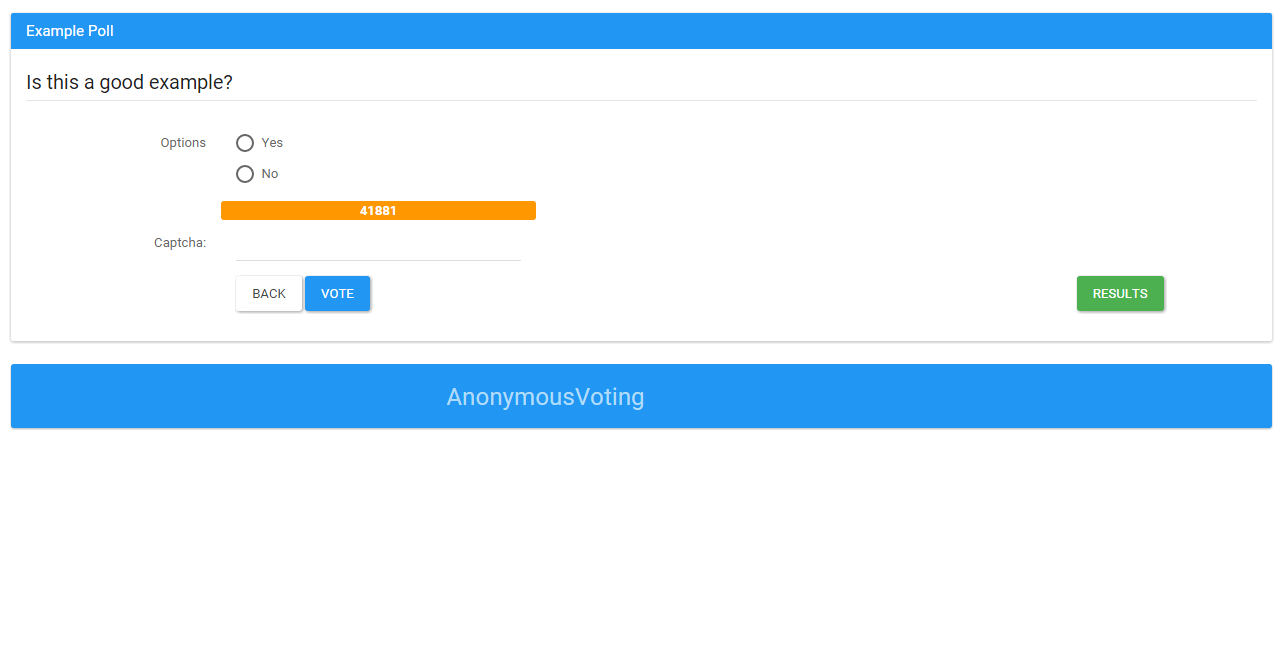 Example Poll
Is this a good example?
Options
Yes
No
41881
Captcha:
BACK VOTE RESULTS
AnonymousVoting